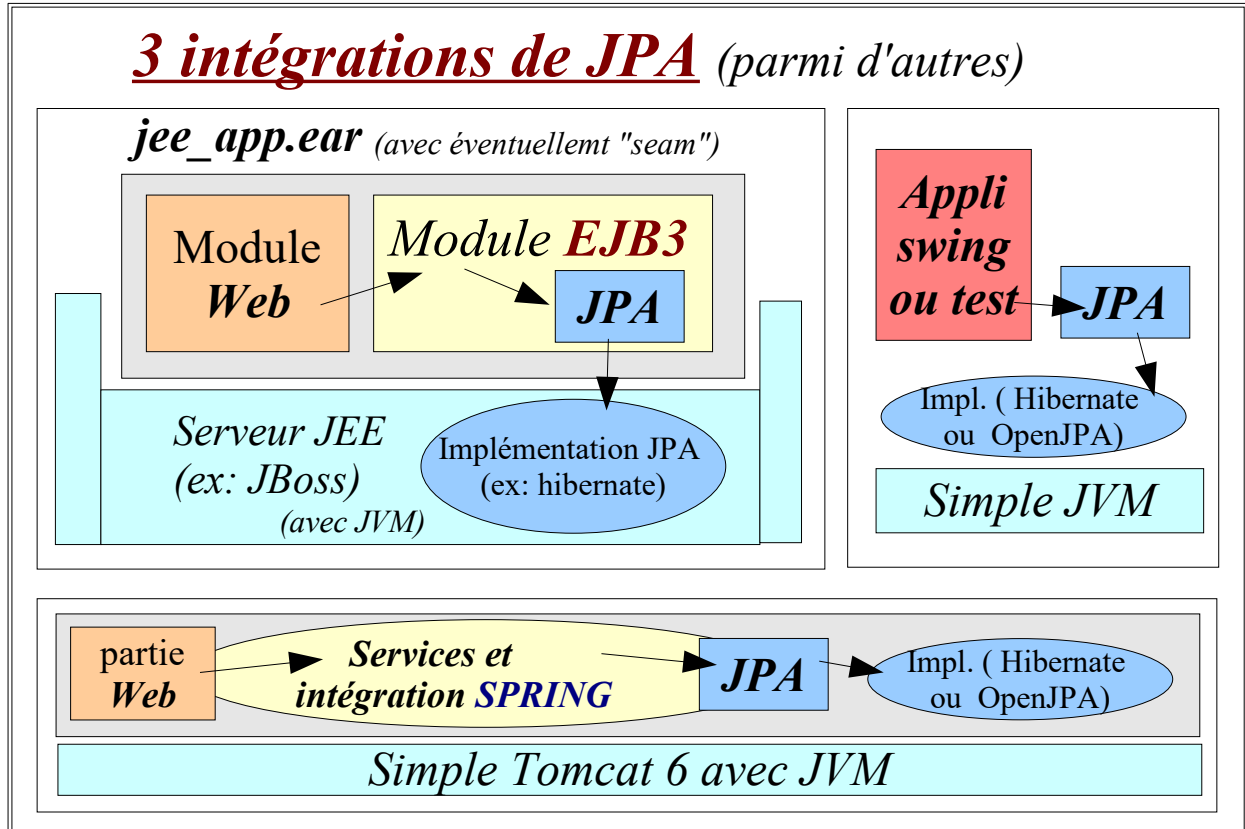 3 intégrations de JPA (parmi d'autres)
jee_app.ear (avec éventuellemt "seam")
Module
Web
Module EJB3
JPA
Serveur JEE
(ex: JBoss)
(avec JVM)
Implémentation JPA
(ex: hibernate)
Appli
swing
ou test
JPA
Impl. ( Hibernate
ou OpenJPA)
Simple JVM
partie
Web
Services et
intégration SPRING
JPA
Impl. ( Hibernate
ou OpenJPA)
Simple Tomcat 6 avec JVM